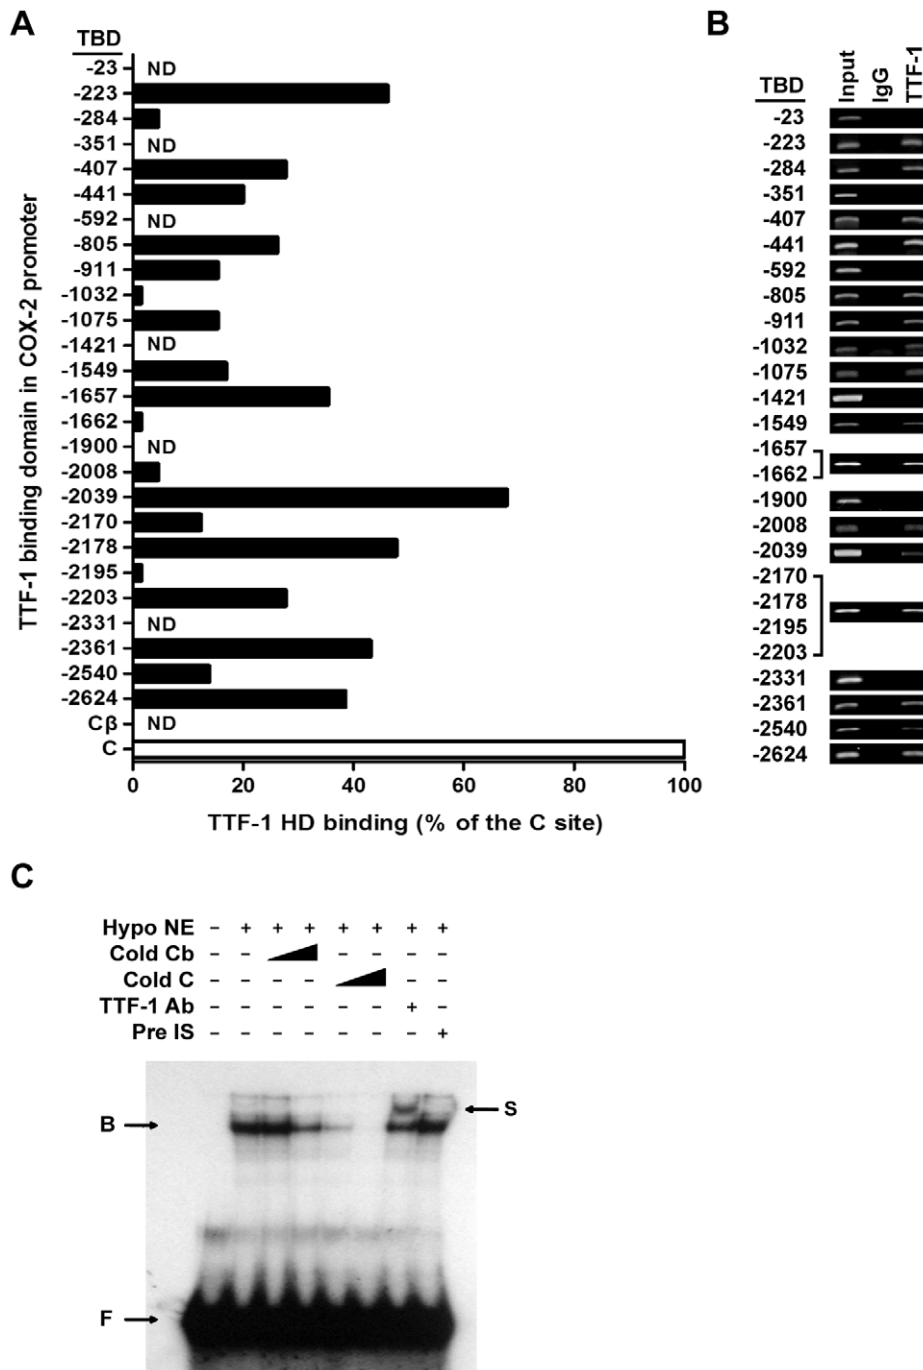 A
TBD
-23 ND
-223
-284
-351 ND
-407
-441
-592 ND
-805
-911
-1032
-1075
-1421 ND
-1549
-1657
-1662
-1900 ND
-2008
-2039
-2170
-2178
-2195
-2203
-2331 ND
-2361
-2540
-2624
Cβ ND
C
0 20 40 60 80 100
TTF-1 HD binding (% of the C site)
TTF-1 binding domain in COX-2 promoter
B
TBD Input IgG TTF-1
-23
-223
-284
-351
-407
-441
-592
-805
-911
-1032
-1075
-1421
-1549
-1657
-1662
-1900
-2008
-2039
-2170
-2178
-2195
-2203
-2331
-2361
-2540
-2624
C
Hypo NE - + + + + + + +
Cold Cb - - - - - -
Cold C - - - - - -
TTF-1 Ab - - - - - - + -
Pre IS - - - - - - - +
B
S
F